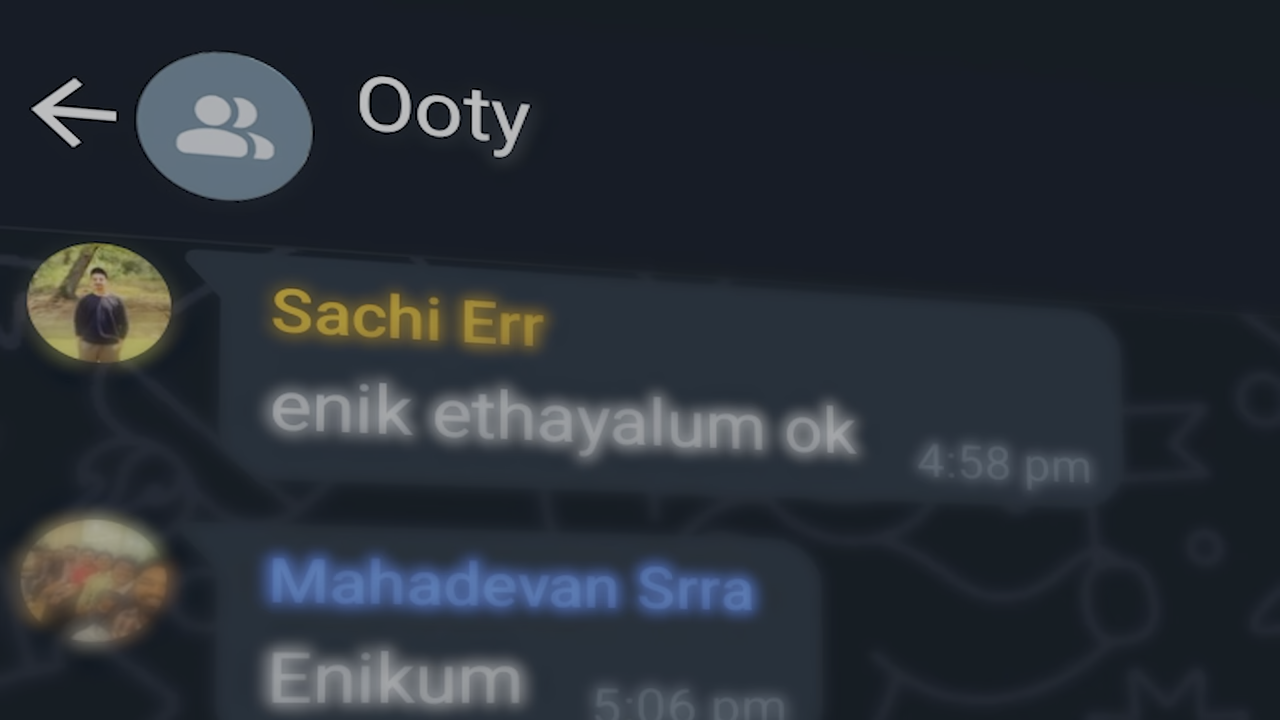 Ooty
Sachi Err
enik ethayalum ok
4:58 pm
Mahadevan Srra
Enikum
5:06 pm